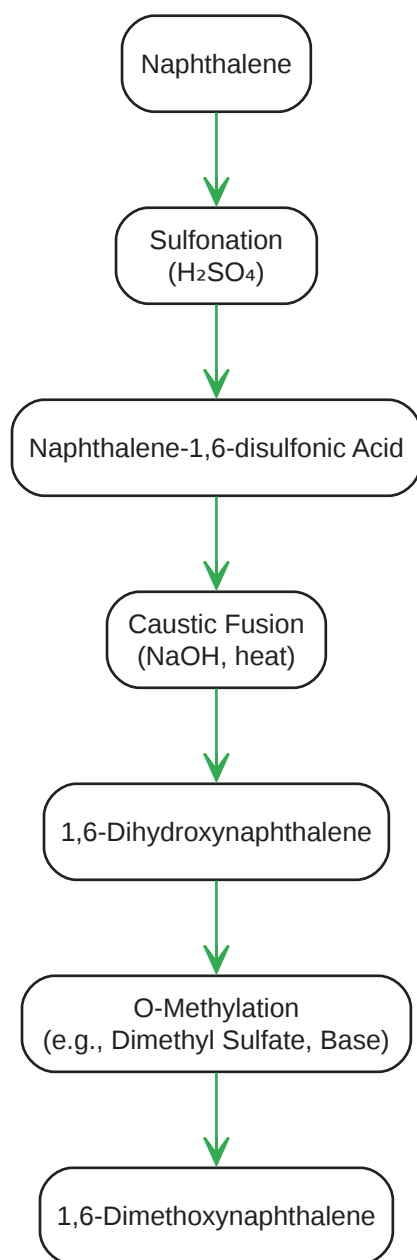 Naphthalene
Sulfonation
(H₂SO₄)
Naphthalene-1,6-disulfonic Acid
Caustic Fusion
(NaOH, heat)
1,6-Dihydroxynaphthalene
O-Methylation
(e.g., Dimethyl Sulfate, Base)
1,6-Dimethoxynaphthalene